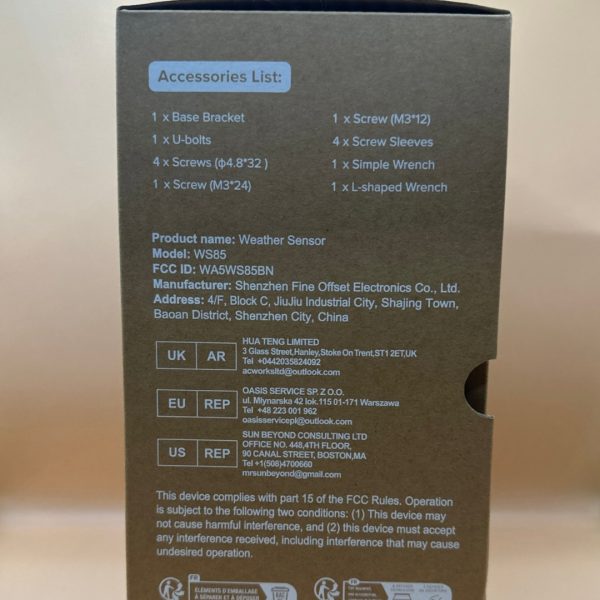 Accessories List:
1 x Base Bracket
1 x U-bolts
4 x Screws (ϕ4.8*32 )
1 x Screw (M3*24)
1 x Screw (M3*12)
4 x Screw Sleeves
1 x Simple Wrench
1 x L-shaped Wrench
Product name: Weather Sensor
Model: WS85
FCC ID: WA5WS85BN
Manufacturer: Shenzhen Fine Offset Electronics Co., Ltd.
Address: 4/F, Block C, JiuJiu Industrial City, Shajing Town,
Baoan District, Shenzhen City, China
UK AR
HUA TENG LIMITED
3 Glass Street,Hanley,Stoke On Trent,ST1 2ET,UK
Tel +0442035824092
acworksltd@outlook.com
EU REP
OASIS SERVICE SP. Z O.O.
ul. Młynarska 42 lok.115 01-171 Warszawa
Tel +48 223 001 962
oasisservicepl@outlook.com
US REP
SUN BEYOND CONSULTING LTD
OFFICE NO. 448,4TH FLOOR,
90 CANAL STREET, BOSTON,MA
Tel +1(508)4700660
mrsunbeyond@gmail.com
This device complies with part 15 of the FCC Rules. Operation
is subject to the following two conditions: (1) This device may
not cause harmful interference, and (2) this device must accept
any interference received, including interference that may cause
undesired operation.
FR
ÉLÉMENTS D'EMBALLAGE
À SÉPARER ET À DÉPOSER
FR